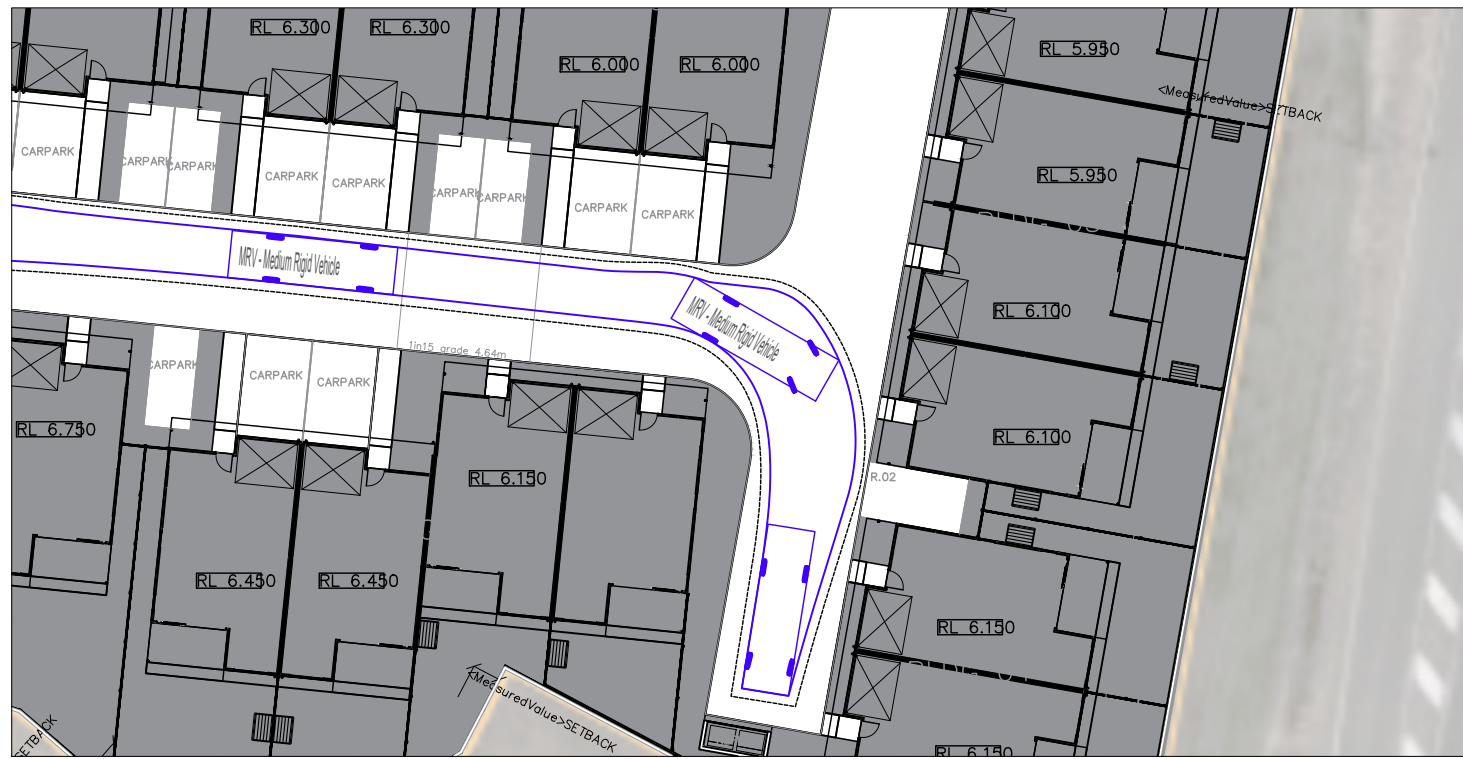 RL 6.300
RL 6.300
RL 6.000
RL 6.000
RL 5.950
<MeasuredValue>SETBACK
CARPARK
CARPARK
CARPARK
CARPARK
CARPARK
CARPARK
CARPARK
CARPARK
CARPARK
RL 5.950
MRV - Medium Rigid Vehicle
MRV - Medium Rigid Vehicle
RL 6.100
1in15 grade 4.64m
CARPARK
CARPARK
CARPARK
RL 6.750
RL 6.100
RL 6.150
R.02
RL 6.450
RL 6.450
RL 6.150
<MeasuredValue>SETBACK
SETBACK
RL 6.150